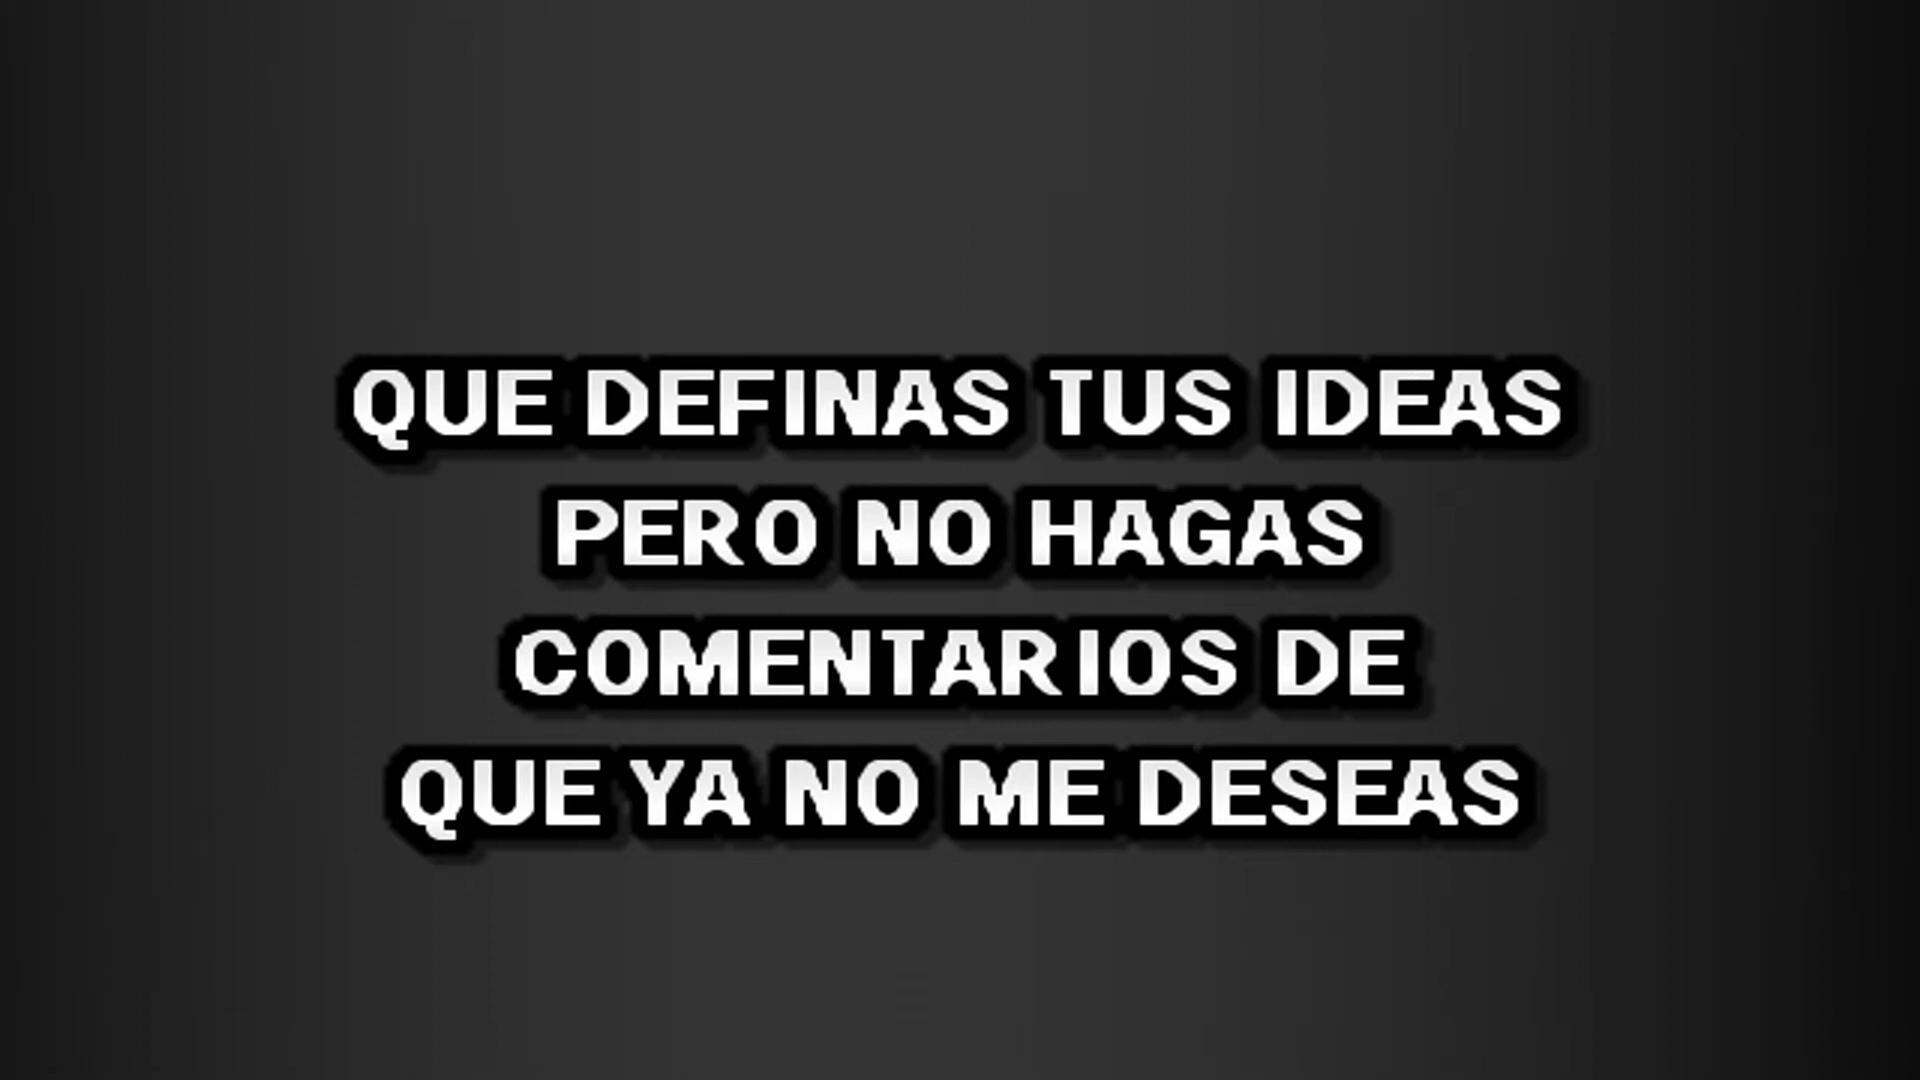 QUE DEFINAS TUS IDEAS
PERO NO HAGAS
COMENTARIOS DE
QUE YA NO ME DESEAS